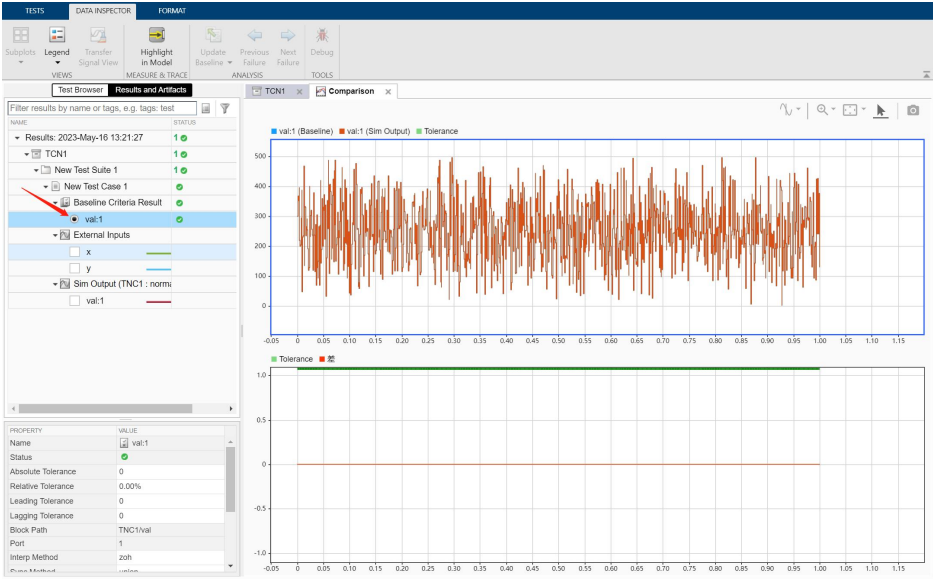 TESTS DATA INSPECTOR FORMAT
Subplots Legend Transfer Signal View Highlight in Model Update Baseline Previous Failure Next Failure Debug
VIEWS MEASURE & TRACE ANALYSIS TOOLS
Test Browser Results and Artifacts
Filter results by name or tags, e.g. tags: test
NAME STATUS
Results: 2023-May-16 13:21:27 1
TCN1 1
New Test Suite 1 1
New Test Case 1
Baseline Criteria Result
val:1
External Inputs
x
y
Sim Output (TNC1 : norma
val:1
PROPERTY VALUE
Name val:1
Status
Absolute Tolerance 0
Relative Tolerance 0.00%
Leading Tolerance 0
Lagging Tolerance 0
Block Path TNC1/val
Port 1
Interp Method zoh
Sync Method union
TCN1 Comparison
val:1 (Baseline) val:1 (Sim Output) Tolerance
500
400
300
200
100
0
-0.05 0 0.05 0.10 0.15 0.20 0.25 0.30 0.35 0.40 0.45 0.50 0.55 0.60 0.65 0.70 0.75 0.80 0.85 0.90 0.95 1.00 1.05 1.10 1.15
Tolerance 差
1.0
0.5
0
-0.5
-1.0
-0.05 0 0.05 0.10 0.15 0.20 0.25 0.30 0.35 0.40 0.45 0.50 0.55 0.60 0.65 0.70 0.75 0.80 0.85 0.90 0.95 1.00 1.05 1.10 1.15